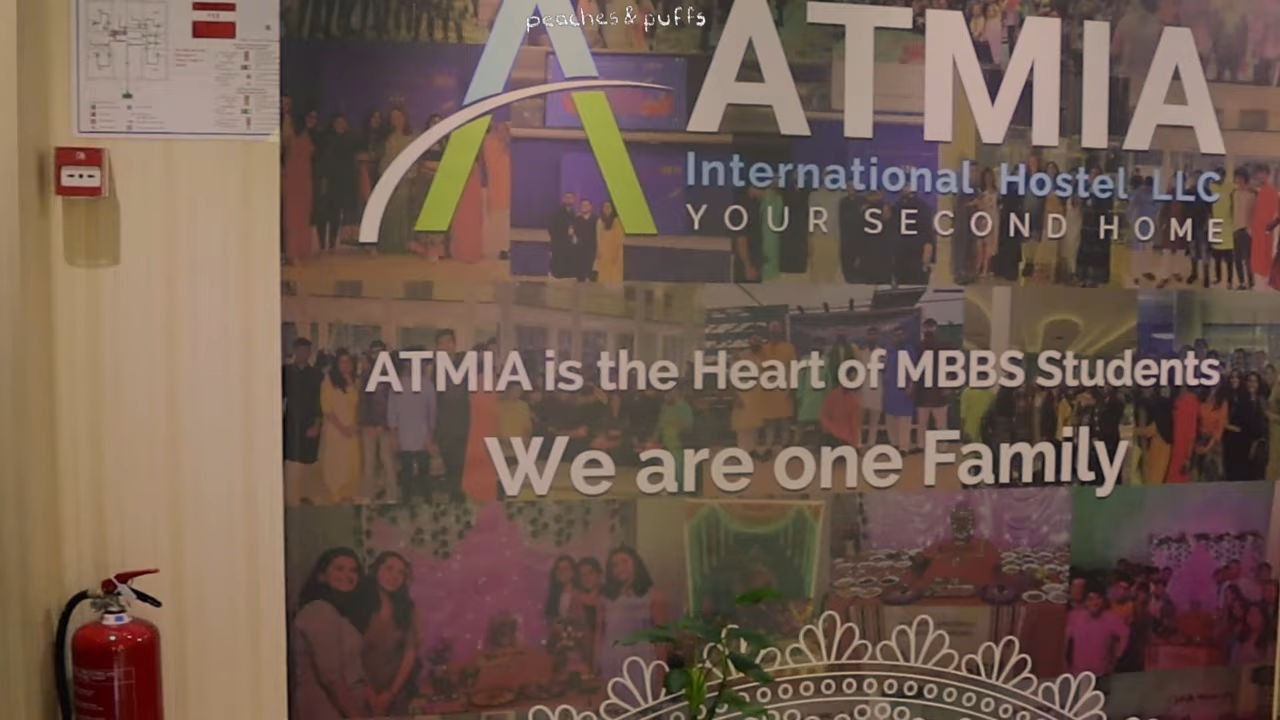 peaches & puffs
ATMIA
International Hostel LLC
YOUR SECOND HOME
ATMIA is the Heart of MBBS Students
We are one Family